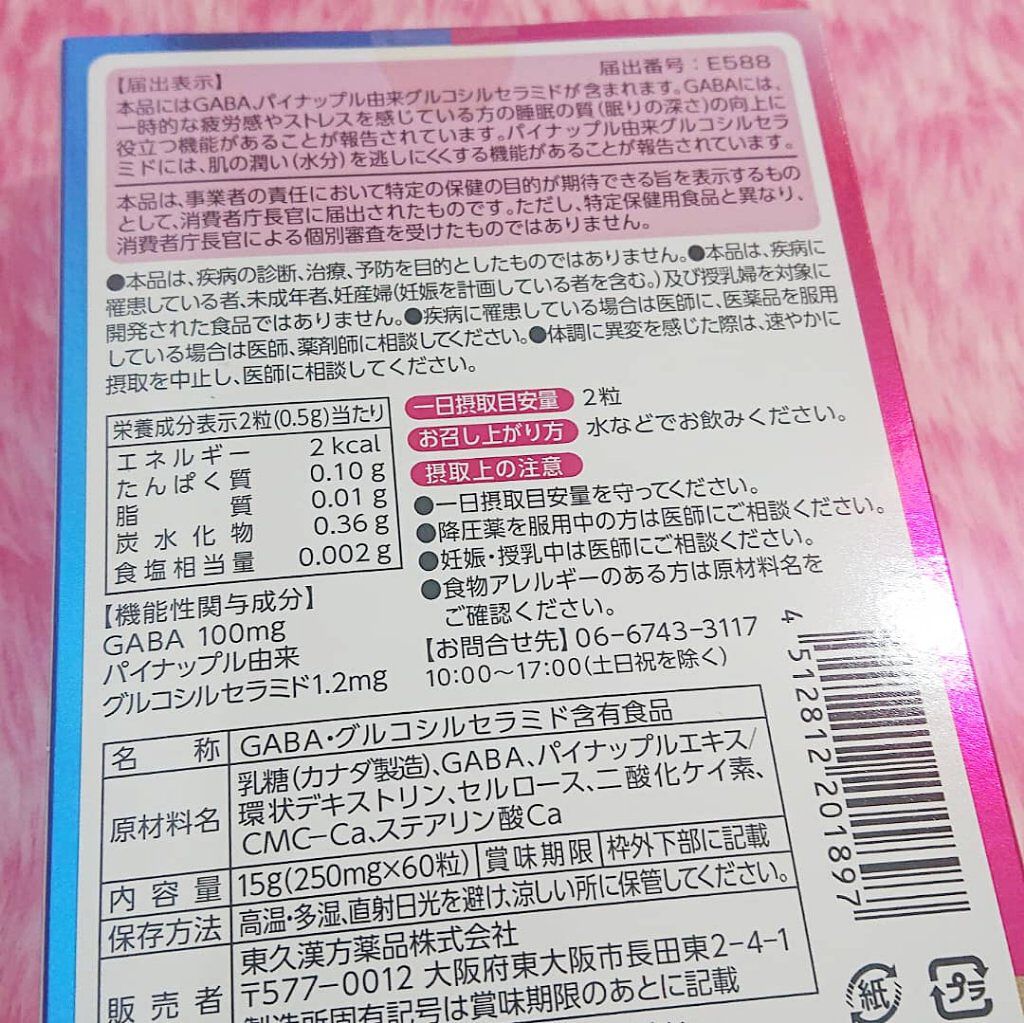 【届出表示】
届出番号：E588
本品にはGABA、パイナップル由来グルコシルセラミドが含まれます。GABAには、
一時的な疲労感やストレスを感じている方の睡眠の質(眠りの深さ)の向上に
役立つ機能があることが報告されています。パイナップル由来グルコシルセラ
ミドには、肌の潤い(水分)を逃しにくくする機能があることが報告されています。
本品は、事業者の責任において特定の保健の目的が期待できる旨を表示するもの
として、消費者庁長官に届出されたものです。ただし、特定保健用食品と異なり、
消費者庁長官による個別審査を受けたものではありません。
●本品は、疾病の診断、治療、予防を目的としたものではありません。●本品は、疾病に
罹患している者、未成年者、妊産婦(妊娠を計画している者を含む。)及び授乳婦を対象に
開発された食品ではありません。●疾病に罹患している場合は医師に、医薬品を服用
している場合は医師、薬剤師に相談してください。●体調に異変を感じた際は、速やかに
摂取を中止し、医師に相談してください。
栄養成分表示2粒(0.5g)当たり
エネルギー 2 kcal
たんぱく質 0.10 g
脂質 0.01 g
炭水化物 0.36 g
食塩相当量 0.002 g
【機能性関与成分】
GABA 100mg
パイナップル由来
グルコシルセラミド1.2mg
一日摂取目安量 2粒
お召し上がり方 水などでお飲みください。
摂取上の注意
●一日摂取目安量を守ってください。
●降圧薬を服用中の方は医師にご相談ください。
●妊娠・授乳中は医師にご相談ください。
●食物アレルギーのある方は原材料名を
ご確認ください。
【お問合せ先】06-6743-3117
10:00〜17:00(土日祝を除く)
名称 GABA・グルコシルセラミド含有食品
原材料名 乳糖(カナダ製造)、GABA、パイナップルエキス/
環状デキストリン、セルロース、二酸化ケイ素、
CMC-Ca、ステアリン酸Ca
内容量 15g(250mg×60粒) 賞味期限 枠外下部に記載
保存方法 高温・多湿、直射日光を避け、涼しい所に保管してください。
販売者 東久漢方薬品株式会社
〒577-0012 大阪府東大阪市長田東2-4-1
製造所固有記号は賞味期限のあとに記載
4 512812 201897
紙
プラ